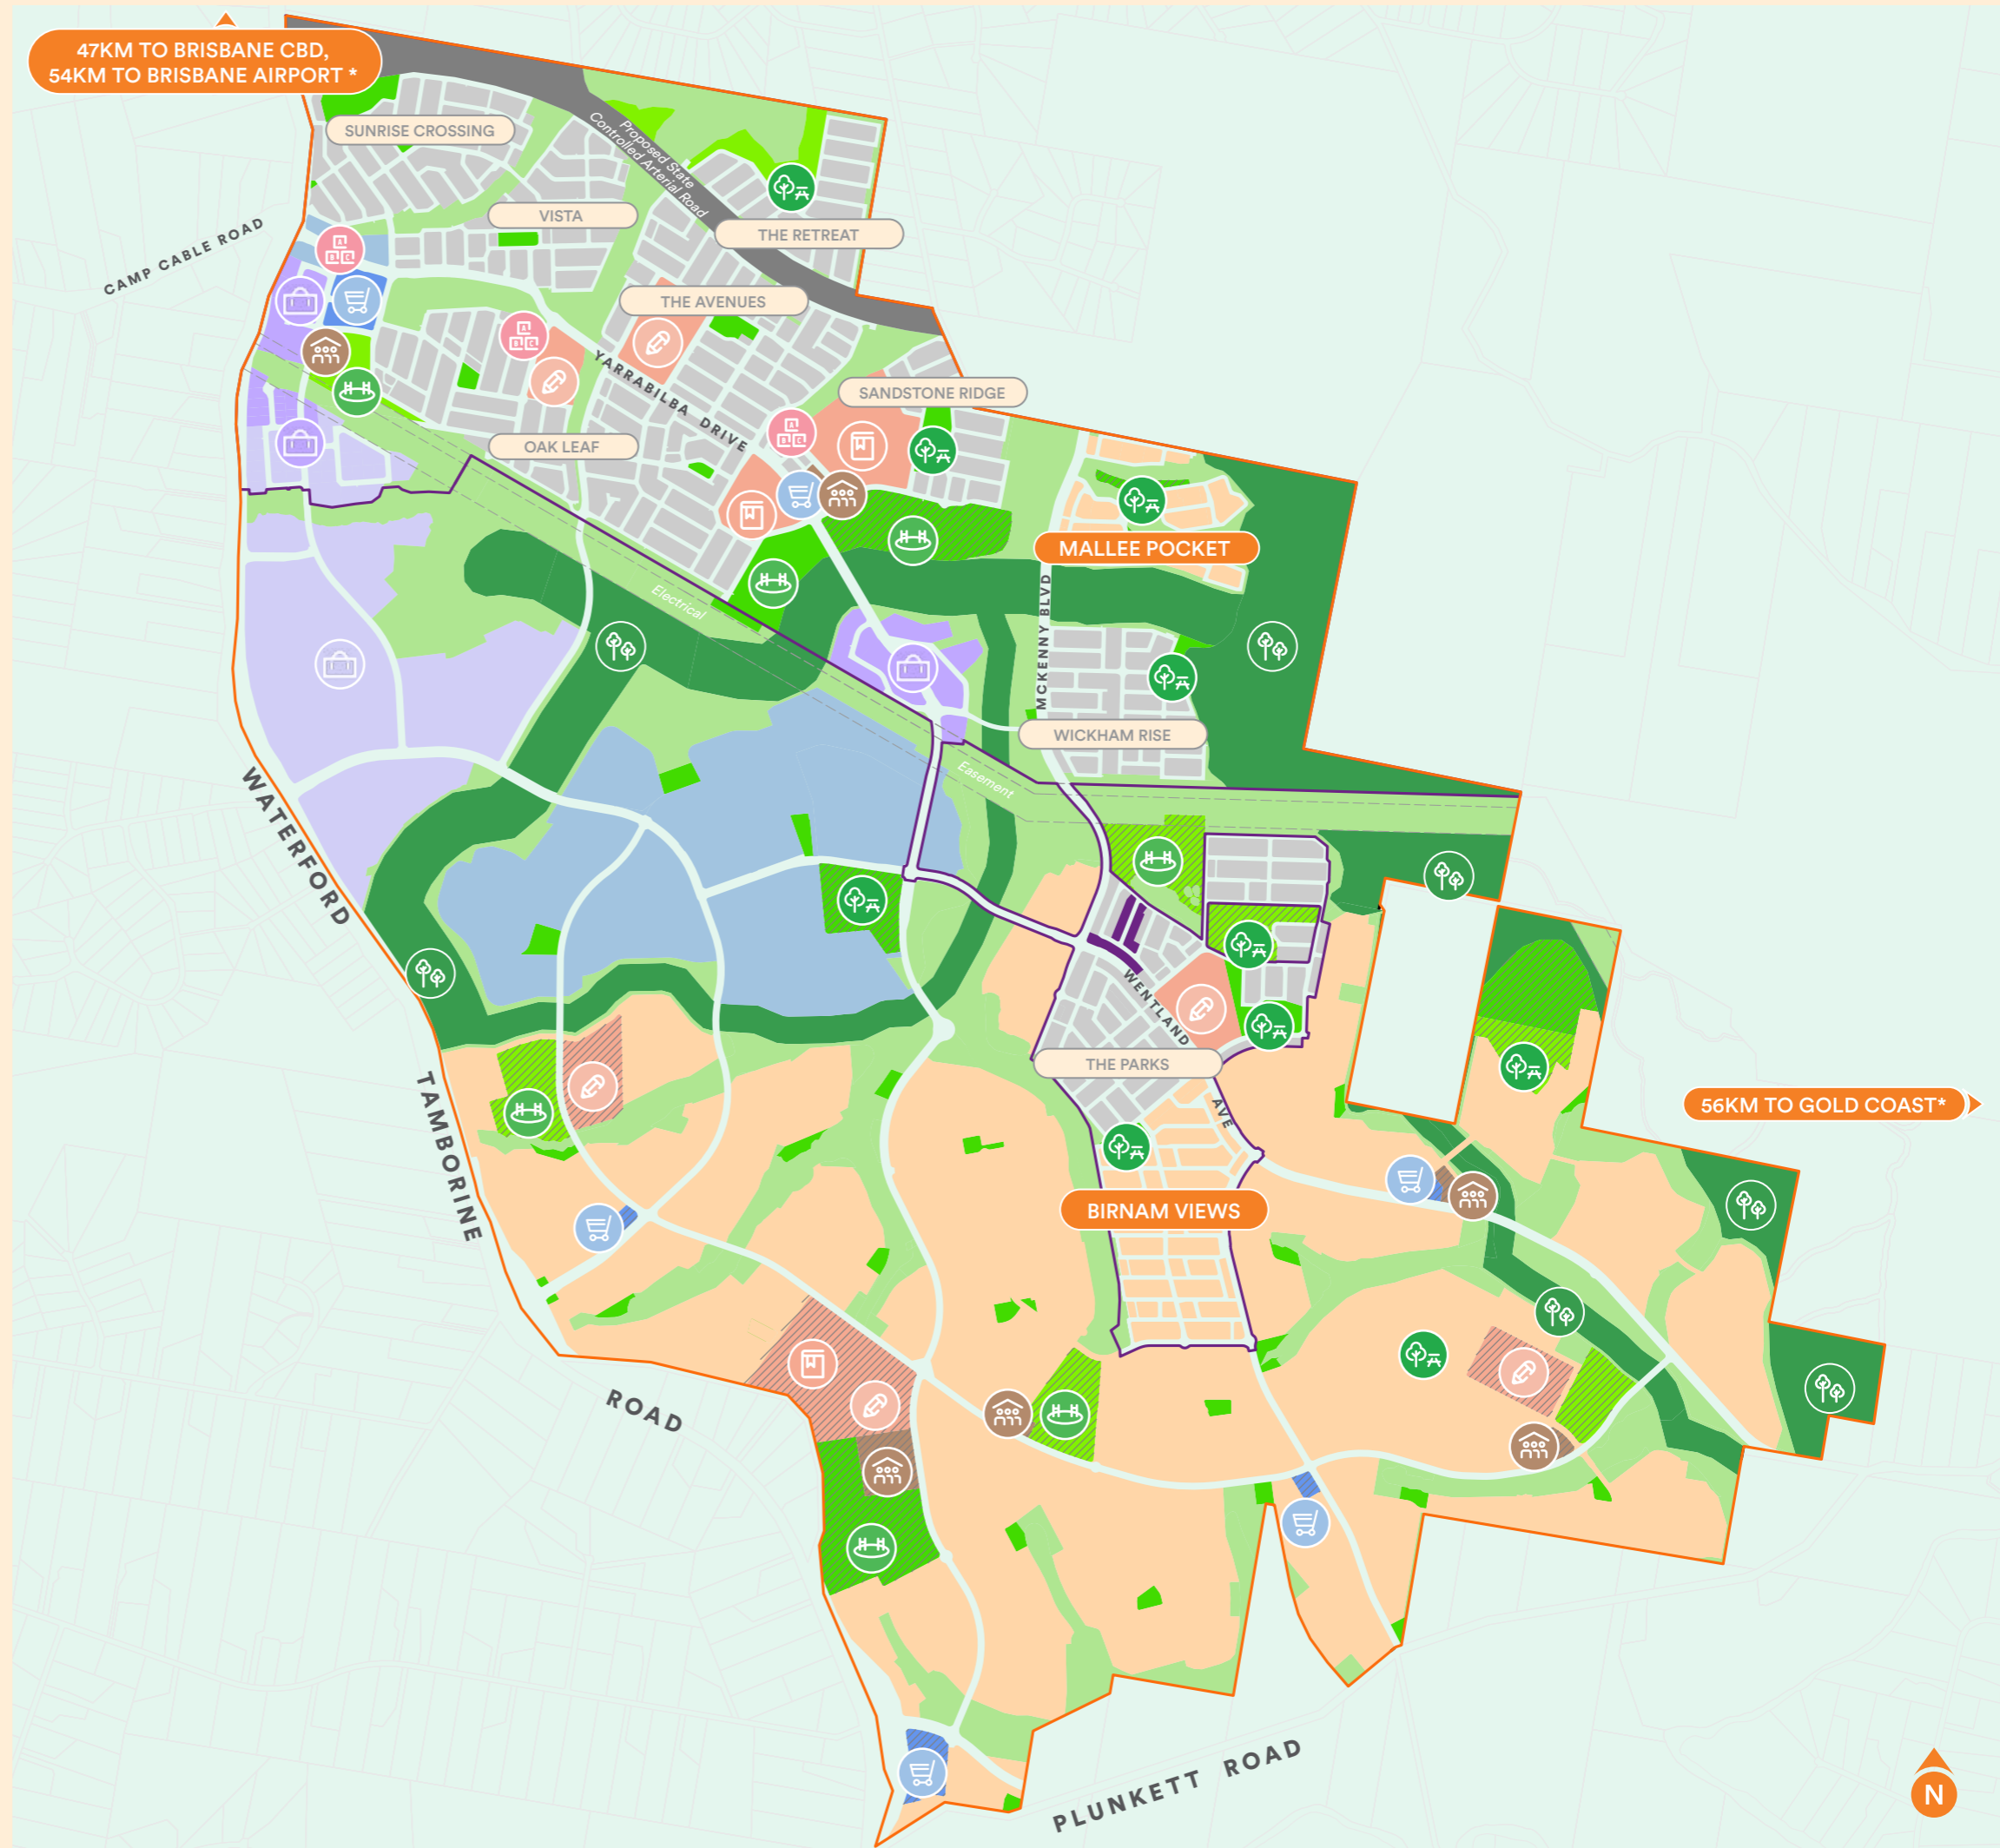 47KM TO BRISBANE CBD,
54KM TO BRISBANE AIRPORT *
SUNRISE CROSSING
Proposed State
Controlled Arterial Road
VISTA
THE RETREAT
CAMP CABLE ROAD
THE AVENUES
YARRABILBA DRIVE
SANDSTONE RIDGE
OAK LEAF
MALLEE POCKET
Electrical
MCKENNY BLVD
WICKHAM RISE
Easement
WATERFORD
WENTLAND
THE PARKS
AVE
56KM TO GOLD COAST*
TAMBORINE
BIRNAM VIEWS
ROAD
PLUNKETT ROAD
N